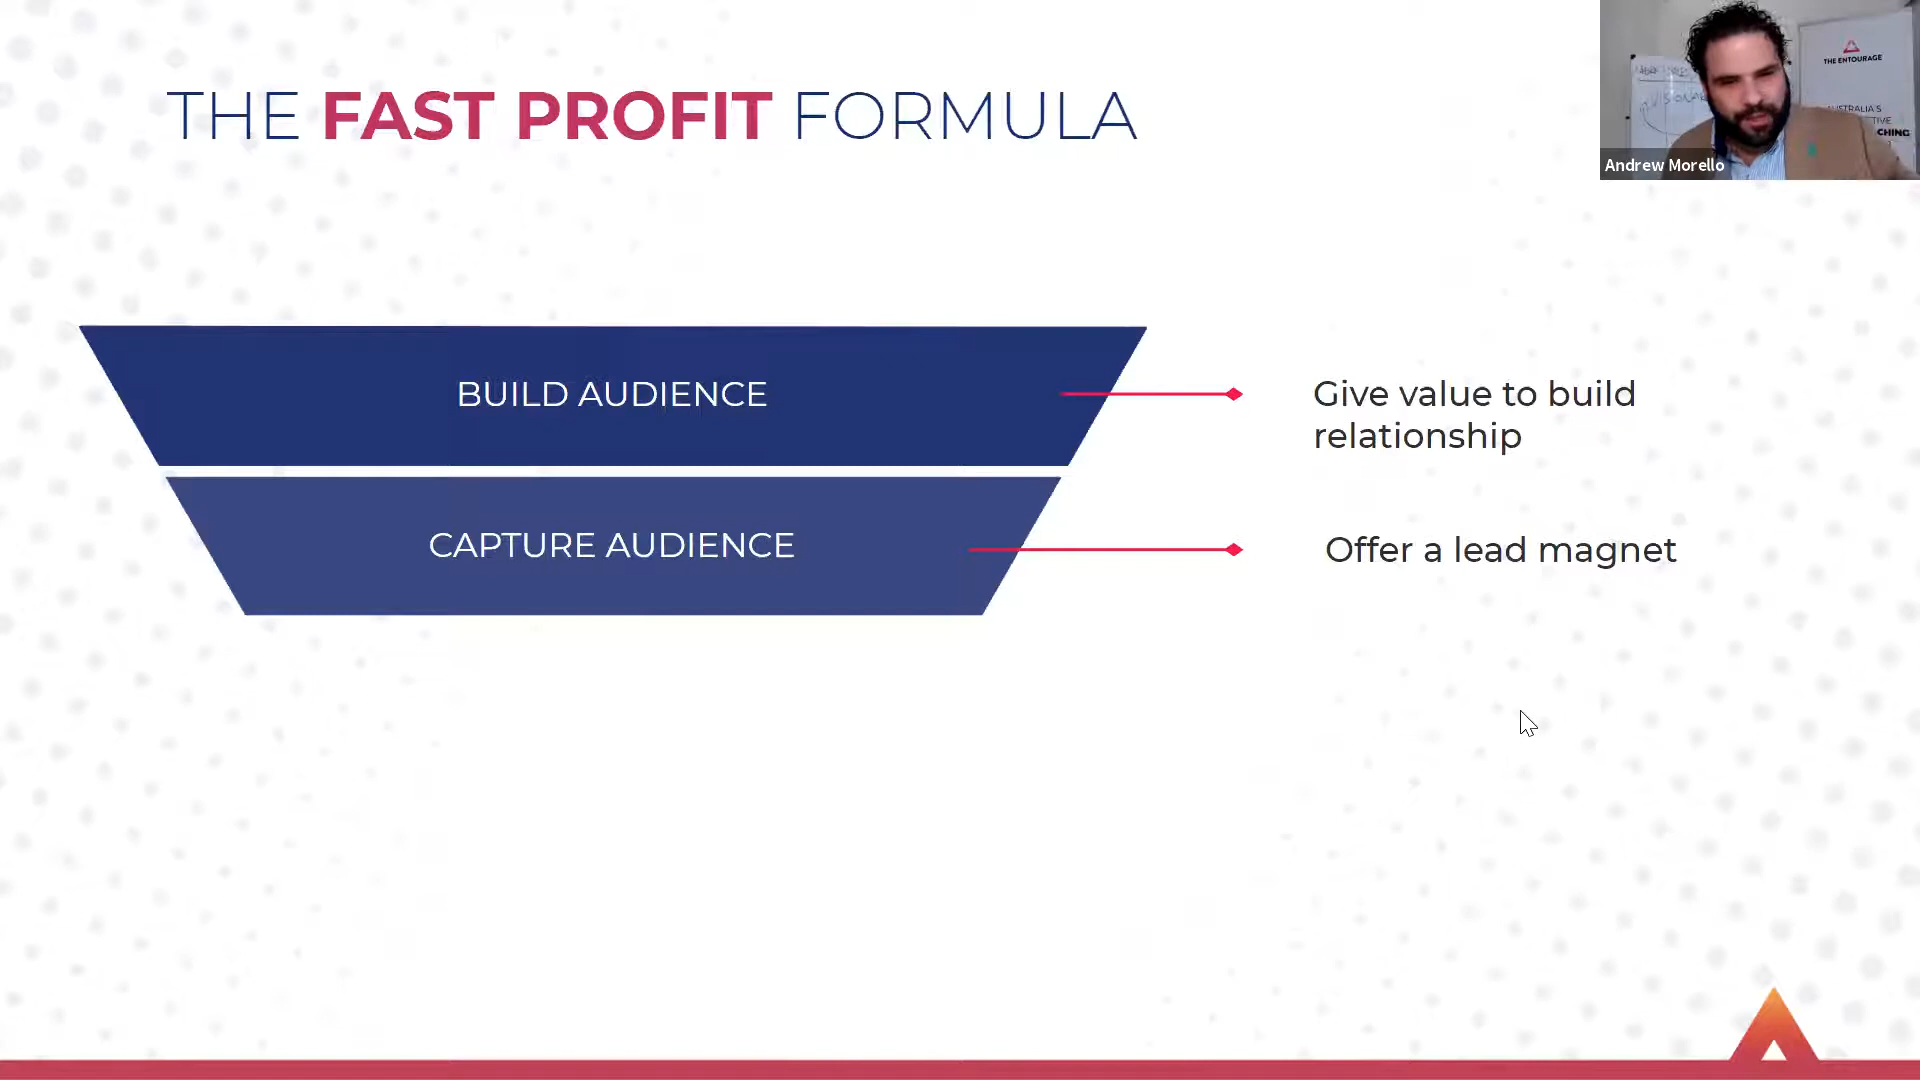 THE FAST PROFIT FORMULA
BUILD AUDIENCE
Give value to build
relationship
CAPTURE AUDIENCE
Offer a lead magnet
THE ENTOURAGE
CHING
Andrew Morello